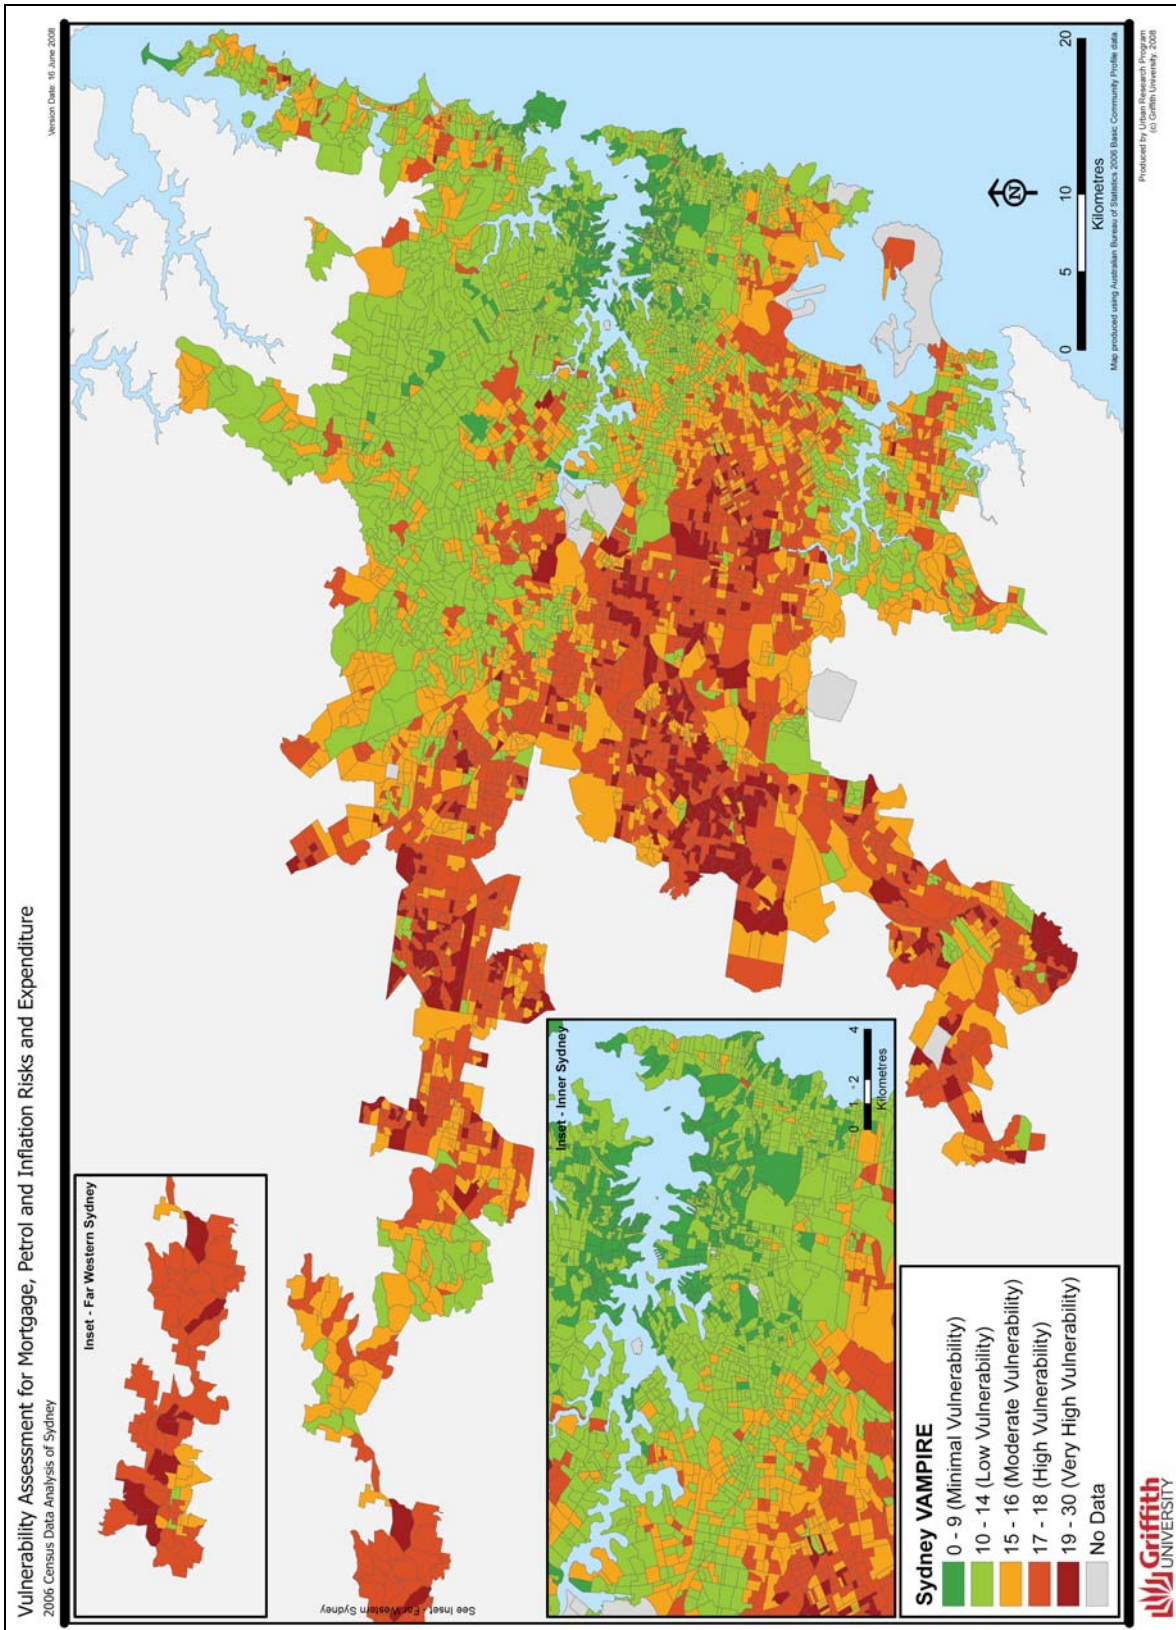 Vulnerability Assessment for Mortgage, Petrol and Inflation Risks and Expenditure
2006 Census Data Analysis of Sydney
Version Date: 16 June 2008
Inset - Far Western Sydney
See Inset - Far Western Sydney
Inset - Inner Sydney
0 1 2 4
Kilometres
N
0 5 10 20
Kilometres
Map produced using Australian Bureau of Statistics 2006 Basic Community Profile data.
Sydney VAMPIRE
0 - 9 (Minimal Vulnerability)
10 - 14 (Low Vulnerability)
15 - 16 (Moderate Vulnerability)
17 - 18 (High Vulnerability)
19 - 30 (Very High Vulnerability)
No Data
Griffith
UNIVERSITY
Produced by Urban Research Program
(c) Griffith University, 2008